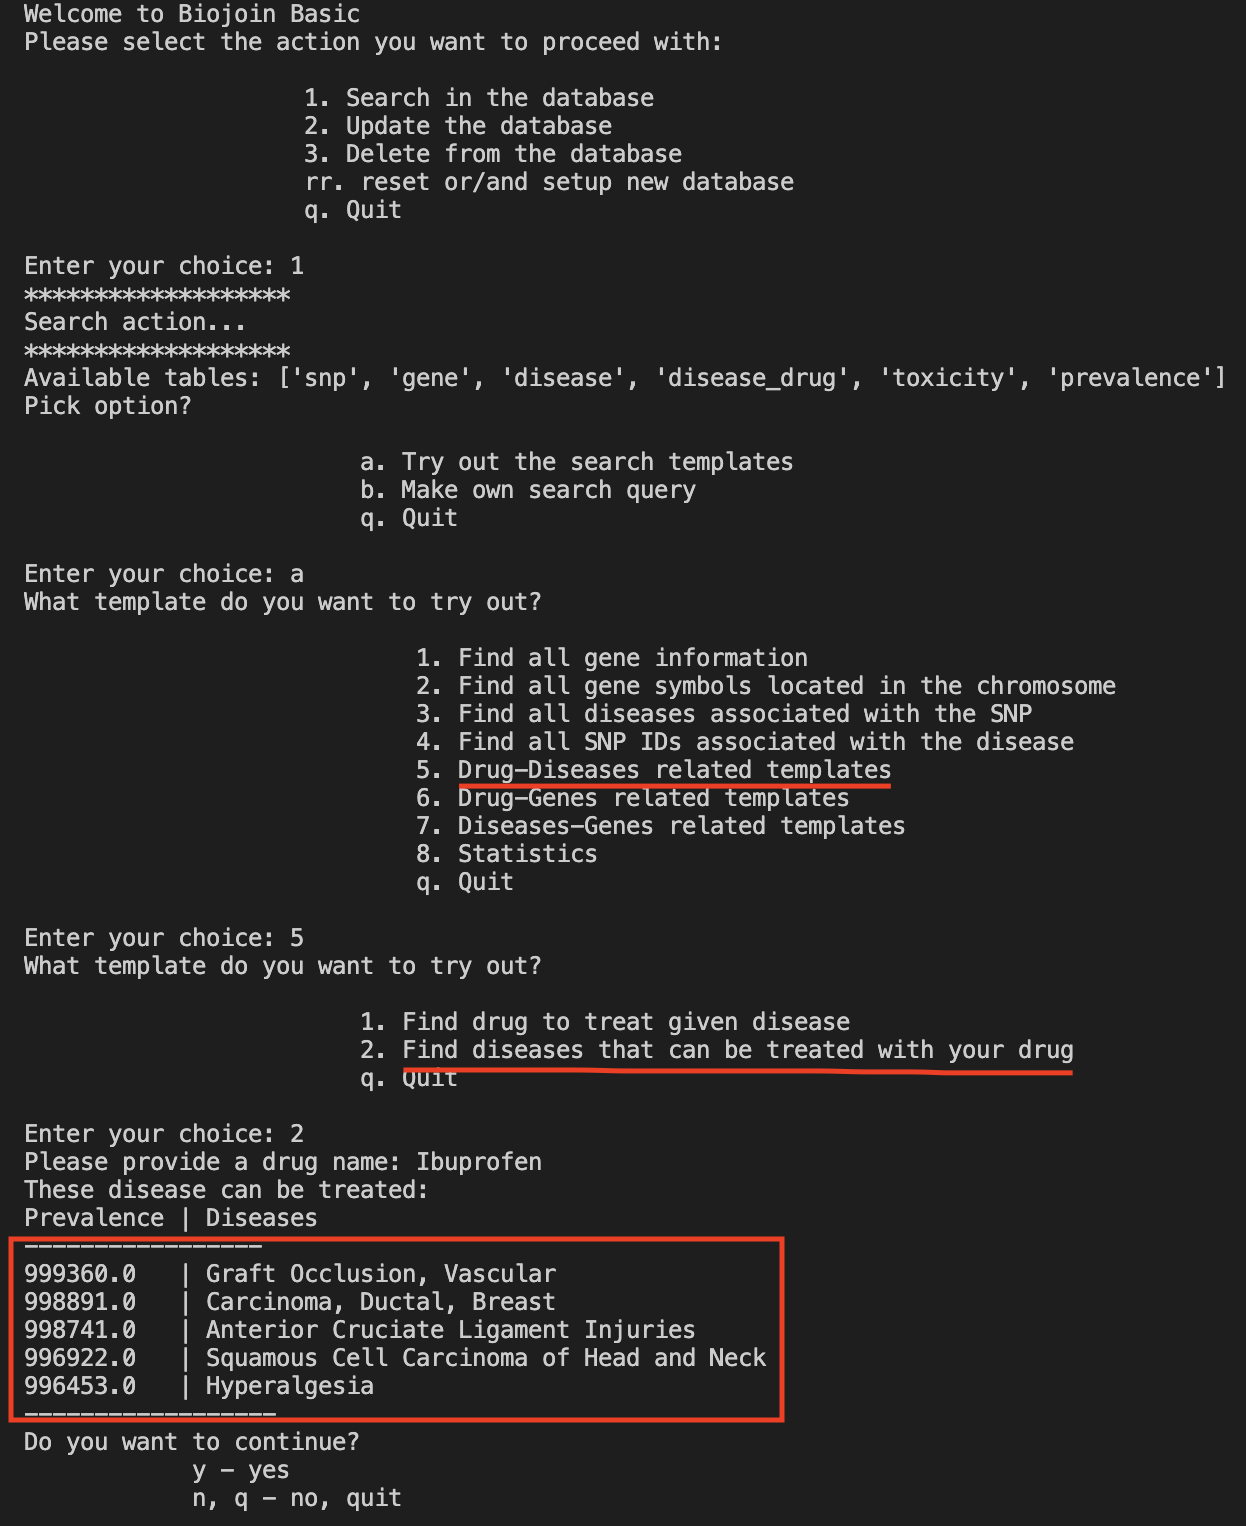 Welcome to Biojoin Basic
Please select the action you want to proceed with:
1. Search in the database
2. Update the database
3. Delete from the database
rr. reset or/and setup new database
q. Quit
Enter your choice: 1
*******************
Search action...
*******************
Available tables: ['snp', 'gene', 'disease', 'disease_drug', 'toxicity', 'prevalence']
Pick option?
a. Try out the search templates
b. Make own search query
q. Quit
Enter your choice: a
What template do you want to try out?
1. Find all gene information
2. Find all gene symbols located in the chromosome
3. Find all diseases associated with the SNP
4. Find all SNP IDs associated with the disease
5. Drug-Diseases related templates
6. Drug-Genes related templates
7. Diseases-Genes related templates
8. Statistics
q. Quit
Enter your choice: 5
What template do you want to try out?
1. Find drug to treat given disease
2. Find diseases that can be treated with your drug
q. Quit
Enter your choice: 2
Please provide a drug name: Ibuprofen
These disease can be treated:
Prevalence | Diseases
-----------------
999360.0   | Graft Occlusion, Vascular
998891.0   | Carcinoma, Ductal, Breast
998741.0   | Anterior Cruciate Ligament Injuries
996922.0   | Squamous Cell Carcinoma of Head and Neck
996453.0   | Hyperalgesia
------------------
Do you want to continue?
y - yes
n, q - no, quit